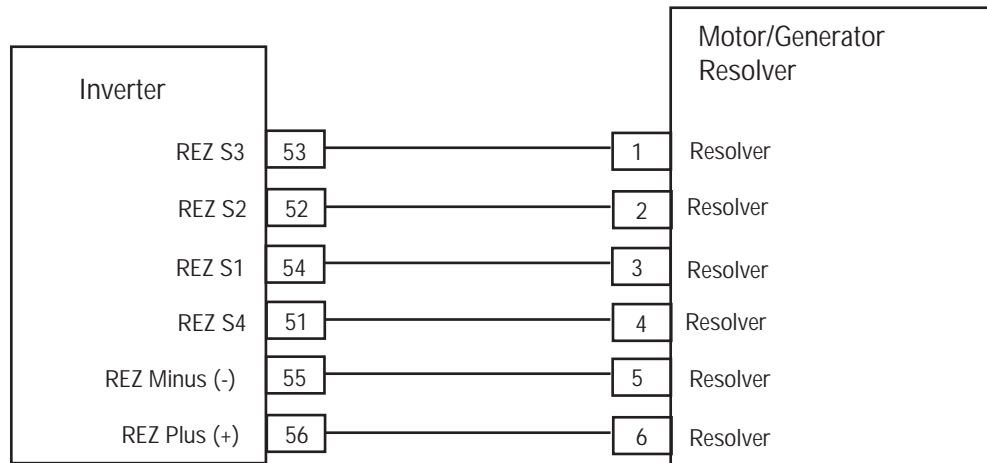 Motor/Generator
Resolver
Inverter
REZ S3 53 1 Resolver
REZ S2 52 2 Resolver
REZ S1 54 3 Resolver
REZ S4 51 4 Resolver
REZ Minus (-) 55 5 Resolver
REZ Plus (+) 56 6 Resolver